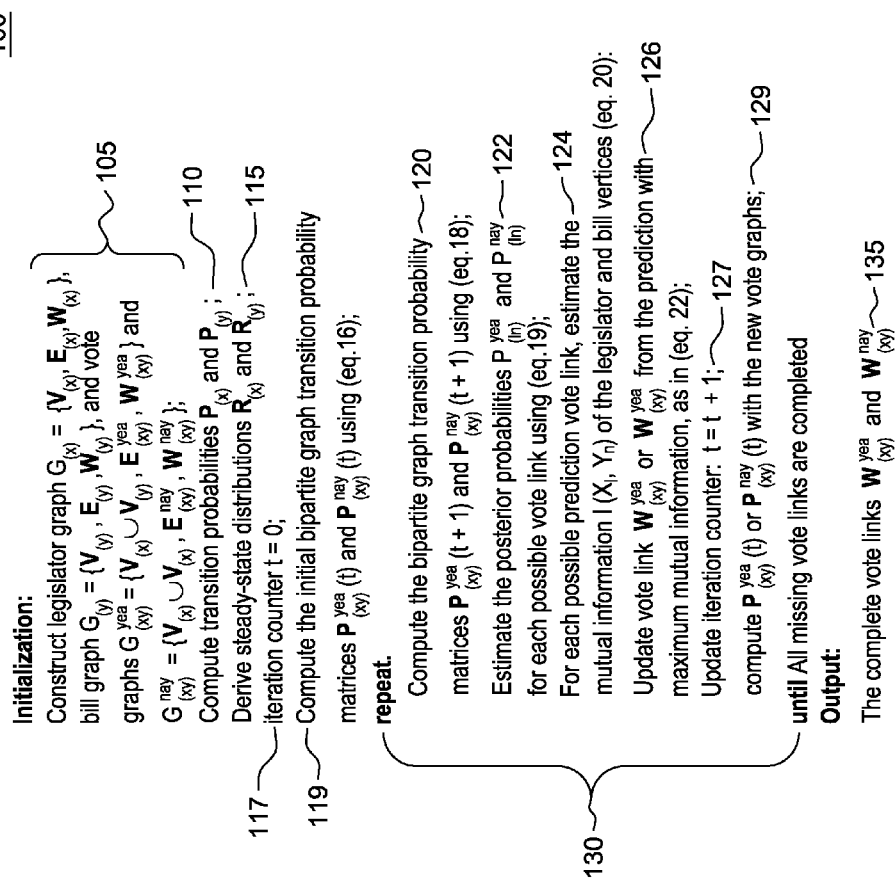 Initialization:
Construct legislator graph G(x) = {V(x), E(x), W(x) },
bill graph G(y) = {V(y) , E(y), W(y) }, and vote
graphs G yea (xy) = {V(x) ∪ V(y) , E yea (xy) , W yea (xy) } and
G nay (xy) = {V(x) ∪ V(x) , E nay (xy) , W nay (xy) };
105
Compute transition probabilities P(x) and P(y) ; 110
Derive steady-state distributions R(x) and R(y) ; 115
117 iteration counter t = 0;
119 Compute the initial bipartite graph transition probability
matrices P yea (xy) (t) and P nay (xy) (t) using (eq.16);
repeat.
Compute the bipartite graph transition probability 120
matrices P yea (xy) (t + 1) and P nay (xy) (t + 1) using (eq.18);
Estimate the posterior probabilities P yea (ln) and P nay (ln) 122
for each possible vote link using (eq.19);
For each possible prediction vote link, estimate the 124
mutual information I (Xl, Yn) of the legislator and bill vertices (eq. 20):
Update vote link W yea (xy) or W yea (xy) from the prediction with 126
maximum mutual information, as in (eq. 22);
Update iteration counter: t = t + 1; 127
compute P yea (xy) (t) or P nay (xy) (t) with the new vote graphs; 129
130
until All missing vote links are completed
Output:
The complete vote links W yea (xy) and W nay (xy) 135